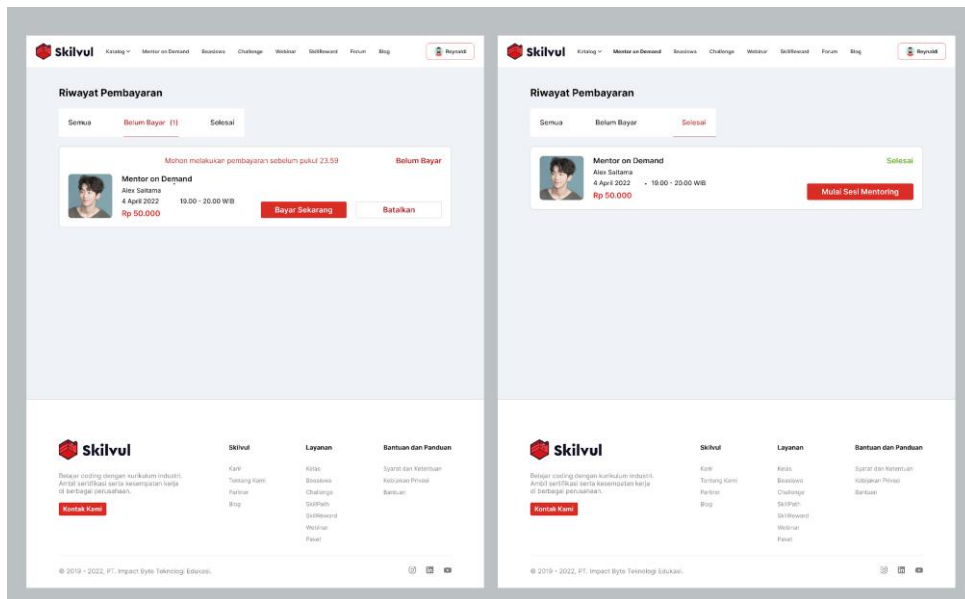 Skilvul Katalog Mentor on Demand Beasiswa Challenge Webinar SkillReward Forum Blog Reynaldi
Riwayat Pembayaran
Semua Belum Bayar (1) Selesai
Mohon melakukan pembayaran sebelum pukul 23.59 Belum Bayar
Mentor on Demand
Alex Saitama
4 April 2022 19.00 - 20.00 WIB
Rp 50.000 Bayar Sekarang Batalkan
Skilvul Skilvul Layanan Bantuan dan Panduan
Karir Kelas Syarat dan Ketentuan
Belajar coding dengan kurikulum industri. Tentang Kami Beasiswa Kebijakan Privasi
Ambil sertifikasi serta kesempatan kerja Partner Challenge Bantuan
di berbagai perusahaan. Blog SkilPath
Kontak Kami SkillReward
Webinar
Paket
© 2019 - 2022, PT. Impact Byte Teknologi Edukasi.
Skilvul Katalog Mentor on Demand Beasiswa Challenge Webinar SkillReward Forum Blog Reynaldi
Riwayat Pembayaran
Semua Belum Bayar Selesai
Mentor on Demand Selesai
Alex Saitama
4 April 2022 • 19.00 - 20.00 WIB
Rp 50.000 Mulai Sesi Mentoring
Skilvul Skilvul Layanan Bantuan dan Panduan
Karir Kelas Syarat dan Ketentuan
Belajar coding dengan kurikulum industri. Tentang Kami Beasiswa Kebijakan Privasi
Ambil sertifikasi serta kesempatan kerja Partner Challenge Bantuan
di berbagai perusahaan. Blog SkilPath
Kontak Kami SkillReward
Webinar
Paket
© 2019 - 2022, PT. Impact Byte Teknologi Edukasi.